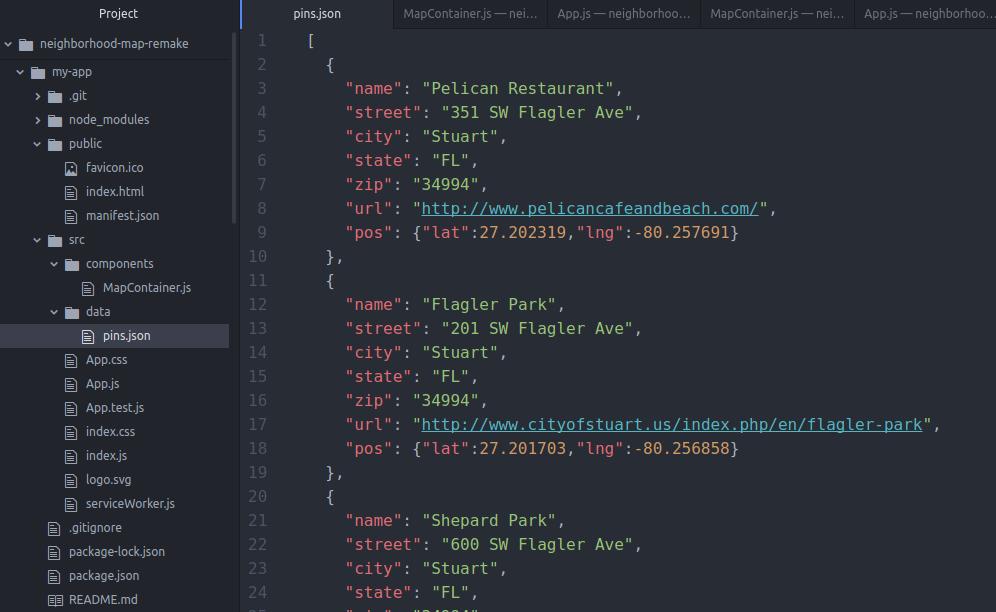 Project
neighborhood-map-remake
my-app
.git
node_modules
public
favicon.ico
index.html
manifest.json
src
components
MapContainer.js
data
pins.json
App.css
App.js
App.test.js
index.css
index.js
logo.svg
serviceWorker.js
.gitignore
package-lock.json
package.json
README.md
pins.json
MapContainer.js — nei...
App.js — neighborhoo...
MapContainer.js — nei...
App.js — neighborhoo...
1 [
2 {
3 "name": "Pelican Restaurant",
4 "street": "351 SW Flagler Ave",
5 "city": "Stuart",
6 "state": "FL",
7 "zip": "34994",
8 "url": "http://www.pelicancafeandbeach.com/",
9 "pos": {"lat":27.202319,"lng":-80.257691}
10 },
11 {
12 "name": "Flagler Park",
13 "street": "201 SW Flagler Ave",
14 "city": "Stuart",
15 "state": "FL",
16 "zip": "34994",
17 "url": "http://www.cityofstuart.us/index.php/en/flagler-park",
18 "pos": {"lat":27.201703,"lng":-80.256858}
19 },
20 {
21 "name": "Shepard Park",
22 "street": "600 SW Flagler Ave",
23 "city": "Stuart",
24 "state": "FL",